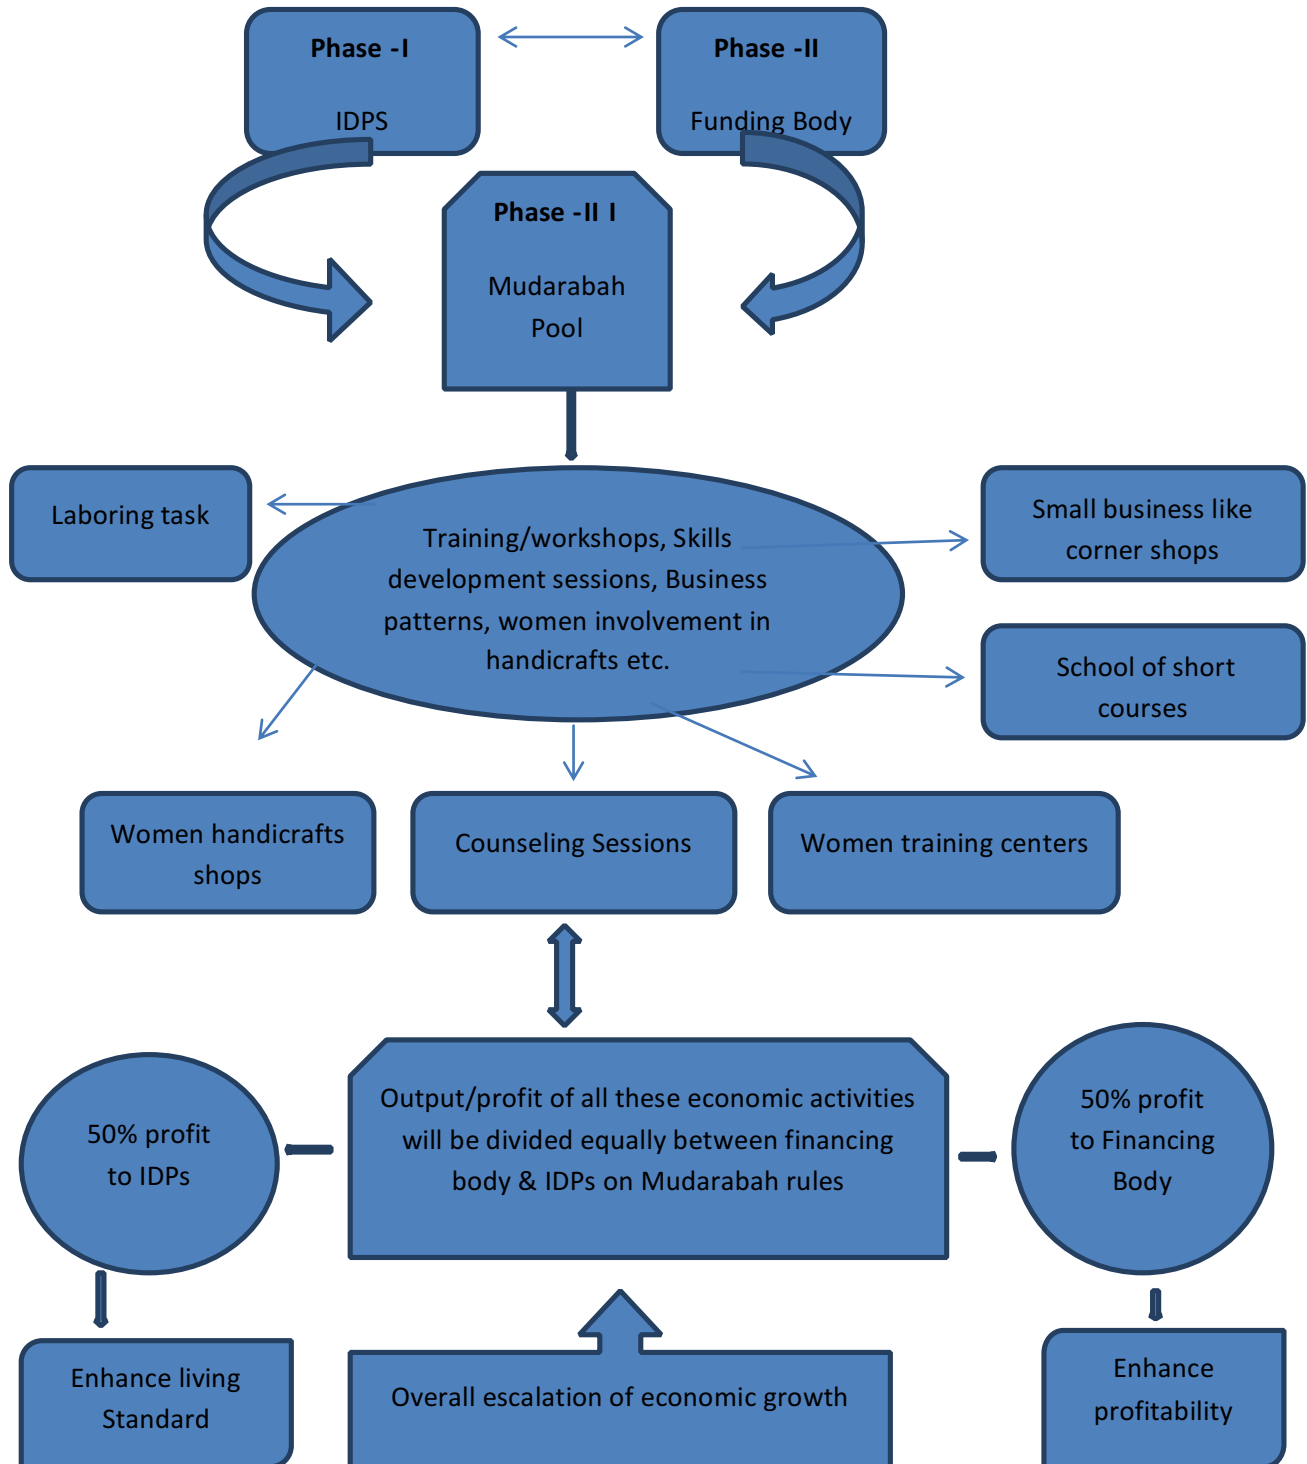 Phase -I
IDPS
Phase -II
Funding Body
Phase -II I
Mudarabah
Pool
Laboring task
Training/workshops, Skills
development sessions, Business
patterns, women involvement in
handicrafts etc.
Small business like
corner shops
School of short
courses
Women handicrafts
shops
Counseling Sessions
Women training centers
50% profit
to IDPs
Output/profit of all these economic activities
will be divided equally between financing
body & IDPs on Mudarabah rules
50% profit
to Financing
Body
Enhance living
Standard
Overall escalation of economic growth
Enhance
profitability